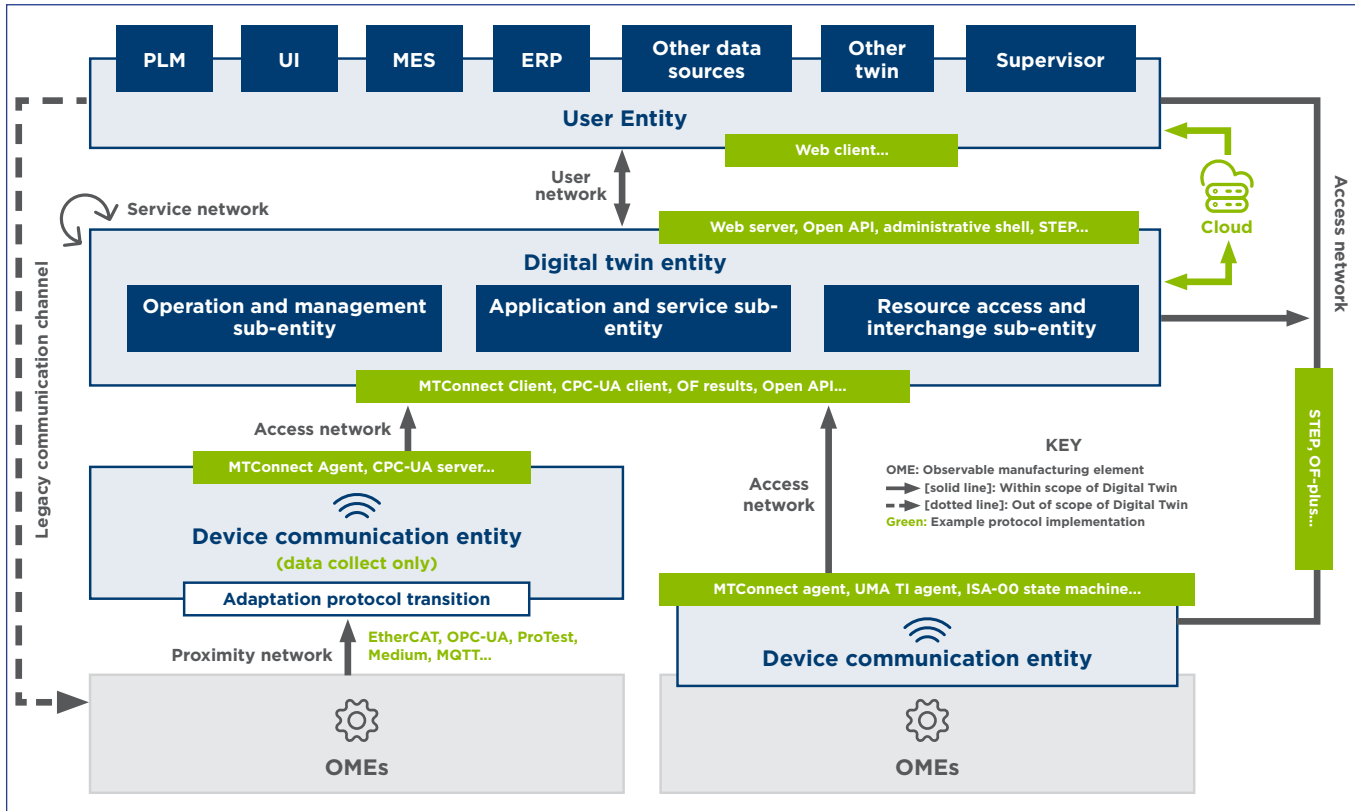 PLM
UI
MES
ERP
Other data
sources
Other
twin
Supervisor
User Entity
Web client...
User
network
Service network
Cloud
Access network
Legacy communication channel
Web server, Open API, administrative shell, STEP...
Digital twin entity
Operation and management
sub-entity
Application and service sub-
entity
Resource access and
interchange sub-entity
MTConnect Client, CPC-UA client, OF results, Open API...
Access network
Access
network
STEP, OF-plus...
KEY
OME: Observable manufacturing element
[solid line]: Within scope of Digital Twin
[dotted line]: Out of scope of Digital Twin
Green: Example protocol implementation
MTConnect Agent, CPC-UA server...
Device communication entity
(data collect only)
Adaptation protocol transition
Proximity network
EtherCAT, OPC-UA, ProTest,
Medium, MQTT...
OMEs
MTConnect agent, UMA TI agent, ISA-00 state machine...
Device communication entity
OMEs